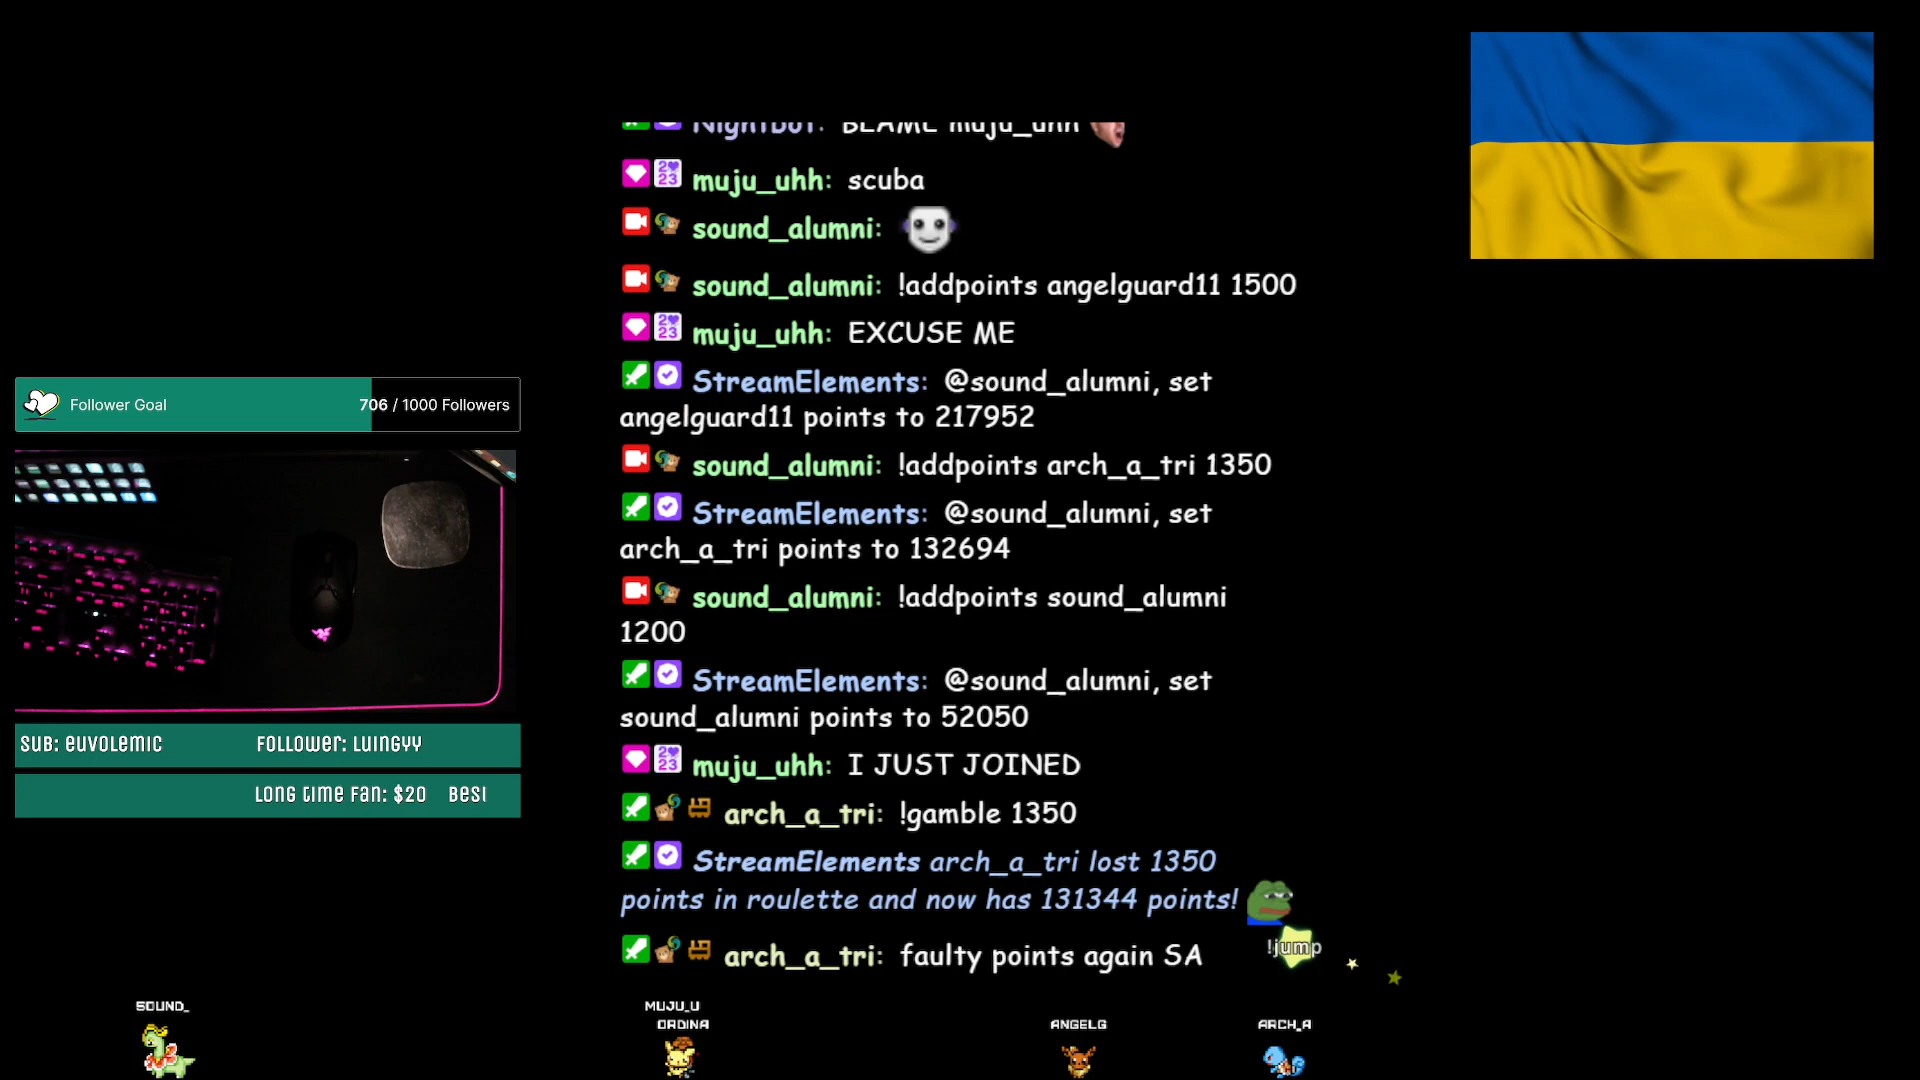 Nightbot: BLAME muju_uhh
muju_uhh: scuba
sound_alumni:
sound_alumni: !addpoints angelguard11 1500
muju_uhh: EXCUSE ME
StreamElements: @sound_alumni, set
angelguard11 points to 217952
sound_alumni: !addpoints arch_a_tri 1350
StreamElements: @sound_alumni, set
arch_a_tri points to 132694
sound_alumni: !addpoints sound_alumni
1200
StreamElements: @sound_alumni, set
sound_alumni points to 52050
muju_uhh: I JUST JOINED
arch_a_tri: !gamble 1350
StreamElements arch_a_tri lost 1350
points in roulette and now has 131344 points!
arch_a_tri: faulty points again SA
!jump
Follower Goal 706 / 1000 Followers
Sub: euvolemic Follower: luingyy
Long time fan: $20 Besi
SOUND_
MUJU_U
ORDINA
ANGELG
ARCH_A